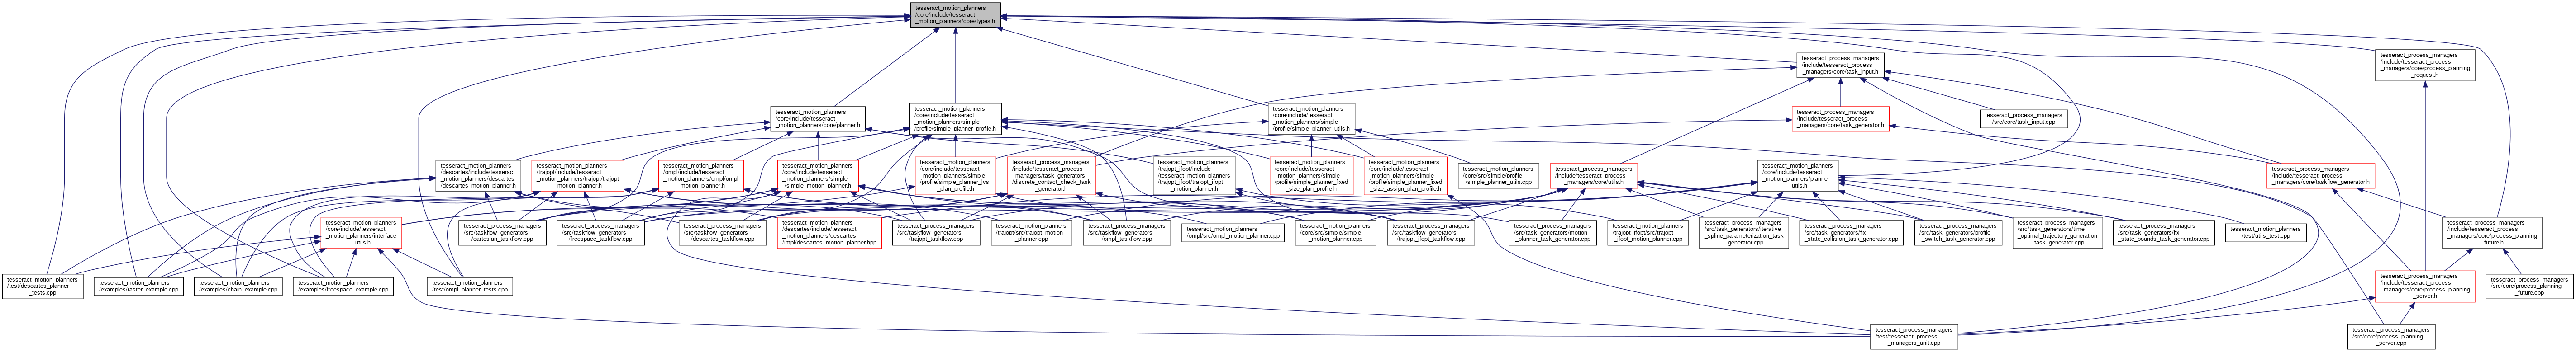 tesseract_motion_planners
/core/include/tesseract
_motion_planners/core/types.h
tesseract_process_managers
/include/tesseract_process
_managers/core/task_input.h
tesseract_process_managers
/include/tesseract_process
_managers/core/process_planning
_request.h
tesseract_motion_planners
/core/include/tesseract
_motion_planners/core/planner.h
tesseract_motion_planners
/core/include/tesseract
_motion_planners/simple
/profile/simple_planner_profile.h
tesseract_motion_planners
/core/include/tesseract
_motion_planners/simple
/profile/simple_planner_utils.h
tesseract_process_managers
/include/tesseract_process
_managers/core/task_generator.h
tesseract_process_managers
/src/core/task_input.cpp
tesseract_motion_planners
/descartes/include/tesseract
_motion_planners/descartes
/descartes_motion_planner.h
tesseract_motion_planners
/trajopt/include/tesseract
_motion_planners/trajopt/trajopt
_motion_planner.h
tesseract_motion_planners
/ompl/include/tesseract
_motion_planners/ompl/ompl
_motion_planner.h
tesseract_motion_planners
/core/include/tesseract
_motion_planners/simple
/simple_motion_planner.h
tesseract_motion_planners
/core/include/tesseract
_motion_planners/simple
/profile/simple_planner_lvs
_plan_profile.h
tesseract_process_managers
/include/tesseract_process
_managers/task_generators
/discrete_contact_check_task
_generator.h
tesseract_motion_planners
/trajopt_ifopt/include
/tesseract_motion_planners
/trajopt_ifopt/trajopt_ifopt
_motion_planner.h
tesseract_motion_planners
/core/include/tesseract
_motion_planners/simple
/profile/simple_planner_fixed
_size_plan_profile.h
tesseract_motion_planners
/core/include/tesseract
_motion_planners/simple
/profile/simple_planner_fixed
_size_assign_plan_profile.h
tesseract_motion_planners
/core/src/simple/profile
/simple_planner_utils.cpp
tesseract_process_managers
/include/tesseract_process
_managers/core/utils.h
tesseract_motion_planners
/core/include/tesseract
_motion_planners/planner
_utils.h
tesseract_process_managers
/include/tesseract_process
_managers/core/taskflow_generator.h
tesseract_motion_planners
/core/include/tesseract
_motion_planners/interface
_utils.h
tesseract_process_managers
/src/taskflow_generators
/cartesian_taskflow.cpp
tesseract_process_managers
/src/taskflow_generators
/freespace_taskflow.cpp
tesseract_process_managers
/src/taskflow_generators
/descartes_taskflow.cpp
tesseract_motion_planners
/descartes/include/tesseract
_motion_planners/descartes
/impl/descartes_motion_planner.hpp
tesseract_process_managers
/src/taskflow_generators
/trajopt_taskflow.cpp
tesseract_motion_planners
/trajopt/src/trajopt_motion
_planner.cpp
tesseract_process_managers
/src/taskflow_generators
/ompl_taskflow.cpp
tesseract_motion_planners
/ompl/src/ompl_motion_planner.cpp
tesseract_motion_planners
/core/src/simple/simple
_motion_planner.cpp
tesseract_process_managers
/src/taskflow_generators
/trajopt_ifopt_taskflow.cpp
tesseract_process_managers
/src/task_generators/motion
_planner_task_generator.cpp
tesseract_motion_planners
/trajopt_ifopt/src/trajopt
_ifopt_motion_planner.cpp
tesseract_process_managers
/src/task_generators/iterative
_spline_parameterization_task
_generator.cpp
tesseract_process_managers
/src/task_generators/fix
_state_collision_task_generator.cpp
tesseract_process_managers
/src/task_generators/profile
_switch_task_generator.cpp
tesseract_process_managers
/src/task_generators/time
_optimal_trajectory_generation
_task_generator.cpp
tesseract_process_managers
/src/task_generators/fix
_state_bounds_task_generator.cpp
tesseract_motion_planners
/test/utils_test.cpp
tesseract_process_managers
/include/tesseract_process
_managers/core/process_planning
_future.h
tesseract_motion_planners
/test/descartes_planner
_tests.cpp
tesseract_motion_planners
/examples/raster_example.cpp
tesseract_motion_planners
/examples/chain_example.cpp
tesseract_motion_planners
/examples/freespace_example.cpp
tesseract_motion_planners
/test/ompl_planner_tests.cpp
tesseract_process_managers
/include/tesseract_process
_managers/core/process_planning
_server.h
tesseract_process_managers
/src/core/process_planning
_future.cpp
tesseract_process_managers
/test/tesseract_process
_managers_unit.cpp
tesseract_process_managers
/src/core/process_planning
_server.cpp